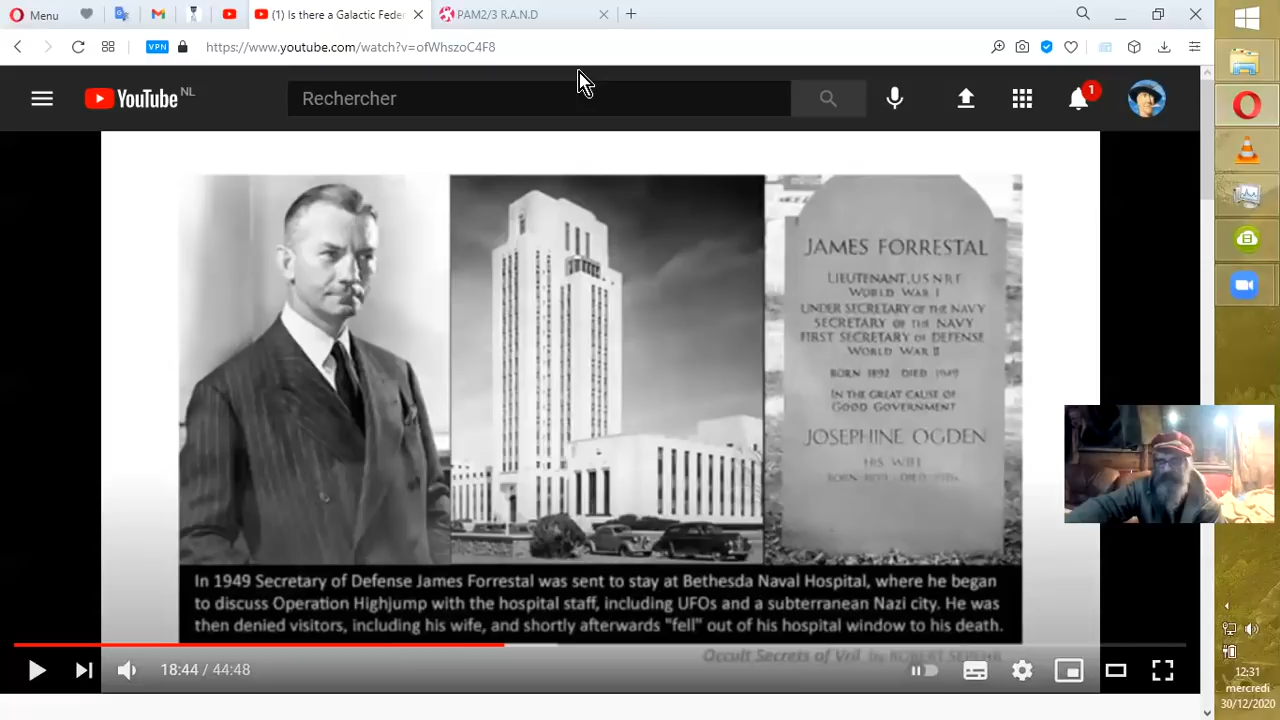 Menu
(1) Is there a Galactic Feder
PAM2/3 R.A.N.D
VPN
https://www.youtube.com/watch?v=ofWhszoC4F8
YouTube NL
Rechercher
1
JAMES FORRESTAL
LIEUTENANT, U S N R F
WORLD WAR I
UNDER SECRETARY OF THE NAVY
SECRETARY OF THE NAVY
FIRST SECRETARY OF DEFENSE
WORLD WAR II
BORN 1892 DIED 1949
IN THE GREAT CAUSE OF
GOOD GOVERNMENT
JOSEPHINE OGDEN
HIS WIFE
BORN DIED
In 1949 Secretary of Defense James Forrestal was sent to stay at Bethesda Naval Hospital, where he began
to discuss Operation Highjump with the hospital staff, including UFOs and a subterranean Nazi city. He was
then denied visitors, including his wife, and shortly afterwards "fell" out of his hospital window to his death.
Occult Secrets of Vril by ROBERT SEPEHR
18:44 / 44:48
12:31
mercredi
30/12/2020